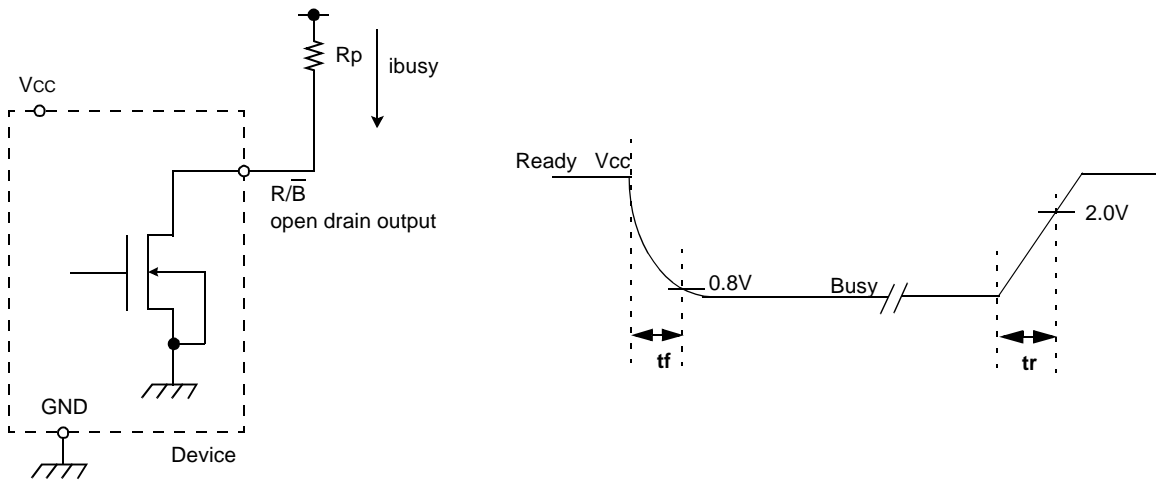 Rp
ibusy
VCC
R/B̅
open drain output
GND
Device
Ready Vcc
0.8V
Busy
2.0V
tf
tr